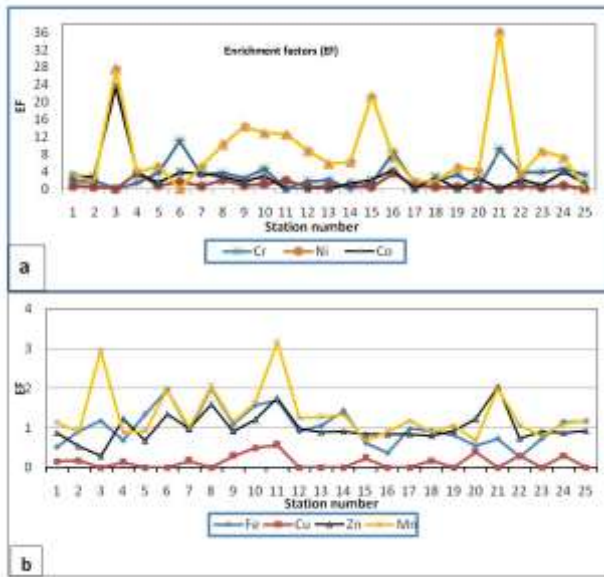 36
32
28
24
20
16
12
8
4
0
EF
Enrichment factors (EF)
1 2 3 4 5 6 7 8 9 10 11 12 13 14 15 16 17 18 19 20 21 22 23 24 25
Station number
Cr Ni Co
a
4
3
2
1
0
EF
1 2 3 4 5 6 7 8 9 10 11 12 13 14 15 16 17 18 19 20 21 22 23 24 25
Station number
Fe Cu Zn Mn
b